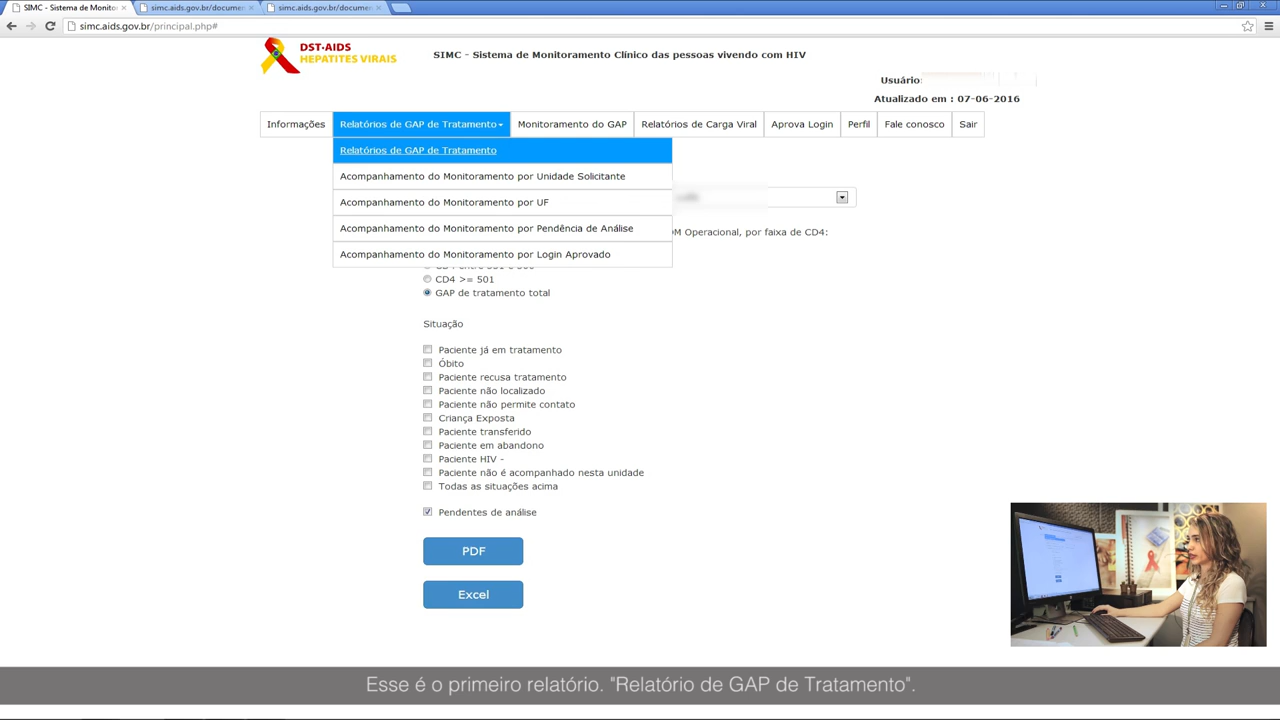 SIMC - Sistema de Monitor
simc.aids.gov.br/documen
simc.aids.gov.br/documen
simc.aids.gov.br/principal.php#
DST·AIDS
HEPATITES VIRAIS
SIMC - Sistema de Monitoramento Clínico das pessoas vivendo com HIV
Usuário:
Atualizado em : 07-06-2016
Informações Relatórios de GAP de Tratamento Monitoramento do GAP Relatórios de Carga Viral Aprova Login Perfil Fale conosco Sair
Relatórios de GAP de Tratamento
Acompanhamento do Monitoramento por Unidade Solicitante
Acompanhamento do Monitoramento por UF
Acompanhamento do Monitoramento por Pendência de Análise
OM Operacional, por faixa de CD4:
Acompanhamento do Monitoramento por Login Aprovado
CD4 >= 501
GAP de tratamento total
Situação
Paciente já em tratamento
Óbito
Paciente recusa tratamento
Paciente não localizado
Paciente não permite contato
Criança Exposta
Paciente transferido
Paciente em abandono
Paciente HIV -
Paciente não é acompanhado nesta unidade
Todas as situações acima
Pendentes de análise
PDF
Excel
Esse é o primeiro relatório. "Relatório de GAP de Tratamento".